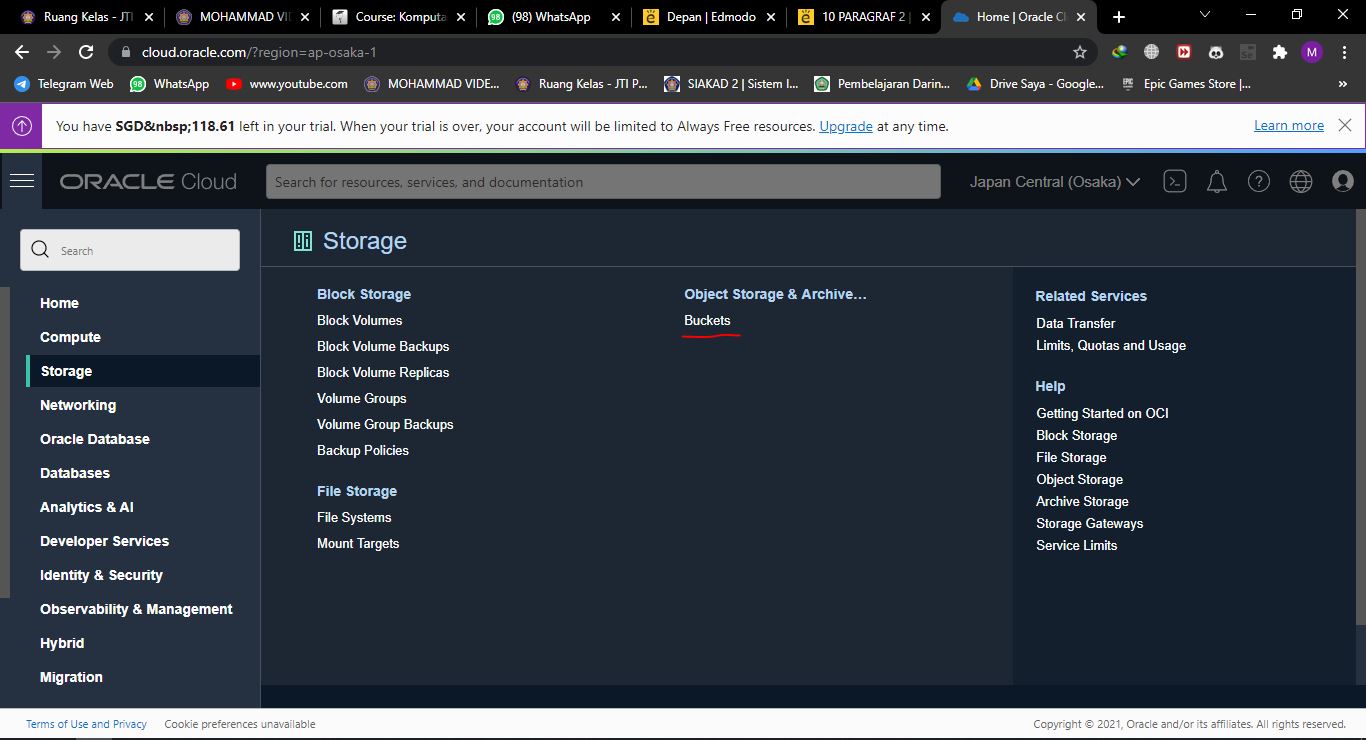 Ruang Kelas - JTI
MOHAMMAD VI
Course: Komputa
(98) WhatsApp
Depan | Edmodo
10 PARAGRAF 2 |
Home | Oracle Cl
cloud.oracle.com/?region=ap-osaka-1
M
Telegram Web
WhatsApp
www.youtube.com
MOHAMMAD VIDE...
Ruang Kelas - JTI P...
SIAKAD 2 | Sistem I...
Pembelajaran Darin...
Drive Saya - Google...
Epic Games Store |...
You have SGD&nbsp;118.61 left in your trial. When your trial is over, your account will be limited to Always Free resources. Upgrade at any time.
Learn more
ORACLE Cloud
Search for resources, services, and documentation
Japan Central (Osaka)
Search
Home
Compute
Storage
Networking
Oracle Database
Databases
Analytics & AI
Developer Services
Identity & Security
Observability & Management
Hybrid
Migration
Storage
Block Storage
Block Volumes
Block Volume Backups
Block Volume Replicas
Volume Groups
Volume Group Backups
Backup Policies
File Storage
File Systems
Mount Targets
Object Storage & Archive...
Buckets
Related Services
Data Transfer
Limits, Quotas and Usage
Help
Getting Started on OCI
Block Storage
File Storage
Object Storage
Archive Storage
Storage Gateways
Service Limits
Terms of Use and Privacy
Cookie preferences unavailable
Copyright © 2021, Oracle and/or its affiliates. All rights reserved.